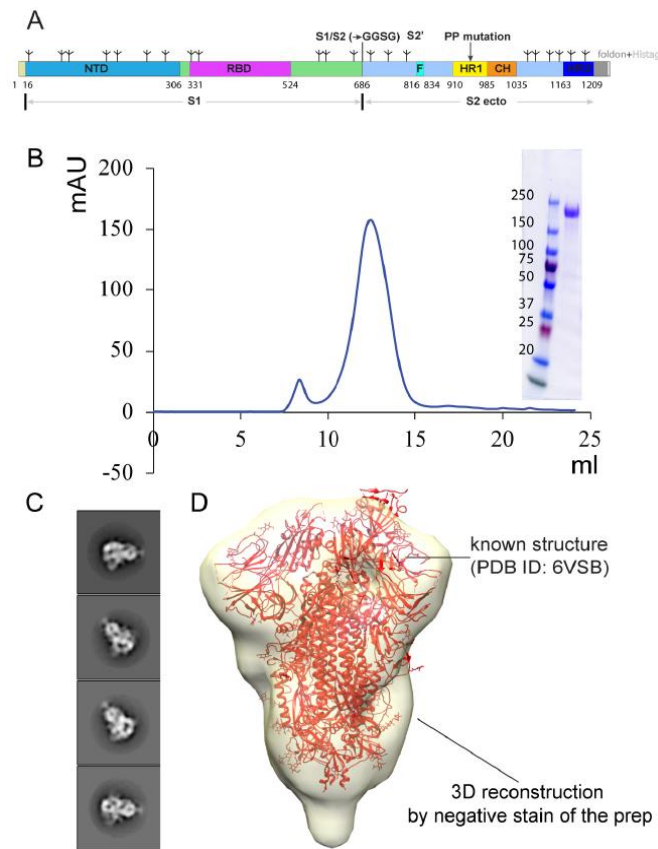 A
S1/S2 (→GGSG) S2' PP mutation
foldon+Histag
NTD RBD F HR1 CH
1 16 306 331 524 686 816 834 910 985 1035 1163 1209
S1 S2 ecto
B
mAU
200
150
100
50
0
-50
0 5 10 15 20 25
ml
250
150
100
75
50
37
25
20
C
D
known structure
(PDB ID: 6VSB)
3D reconstruction
by negative stain of the prep